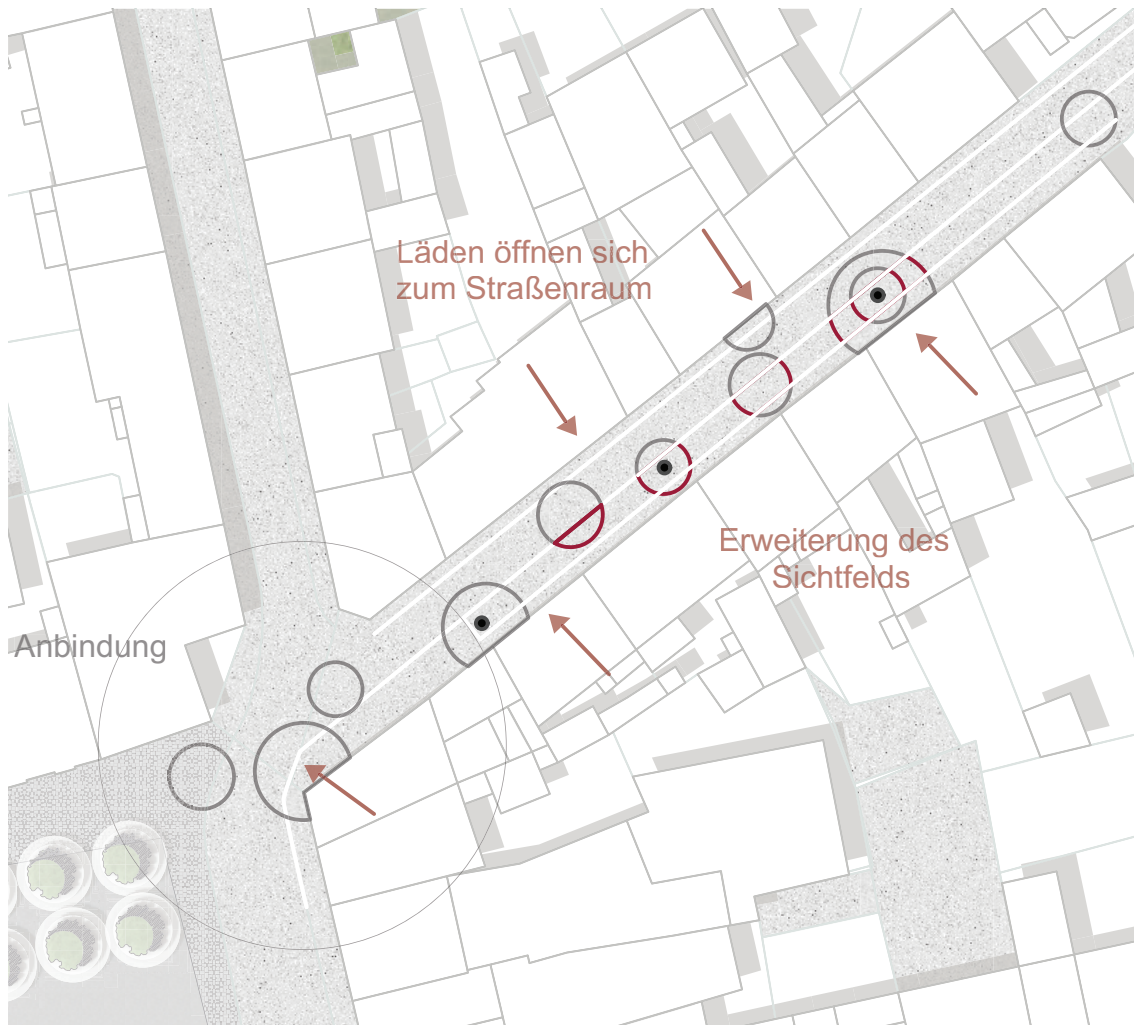 Läden öffnen sich
zum Straßenraum
Erweiterung des
Sichtfelds
Anbindung